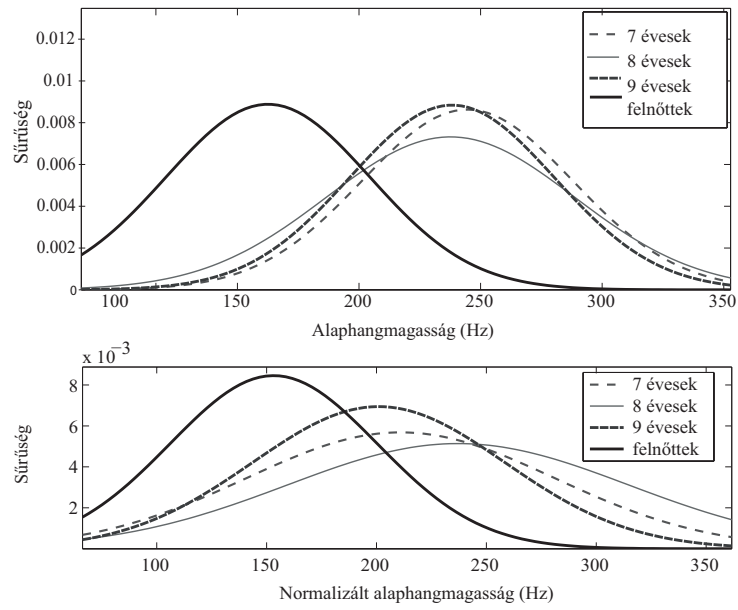 0.012
0.01
0.008
0.006
0.004
0.002
0
Sűrűség
7 évesek
8 évesek
9 évesek
felnőttek
100 150 200 250 300 350
Alaphangmagasság (Hz)
x 10⁻³
8
6
4
2
Sűrűség
7 évesek
8 évesek
9 évesek
felnőttek
100 150 200 250 300 350
Normalizált alaphangmagasság (Hz)